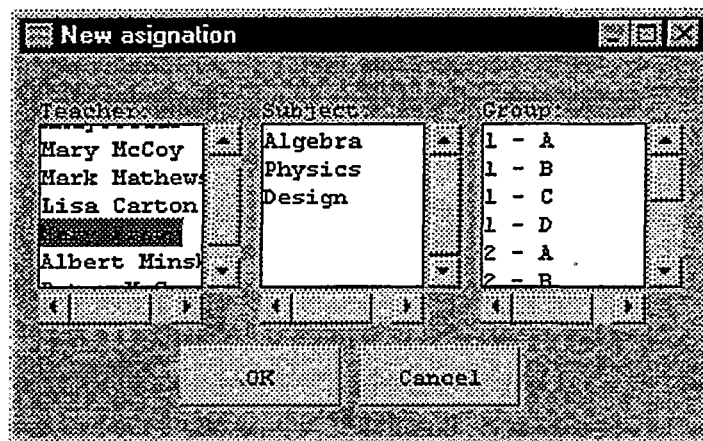 New asignation
Teacher:
Mary McCoy
Mark Mathews
Lisa Carton
Albert Minsk
Subject:
Algebra
Physics
Design
Group:
1 - A
1 - B
1 - C
1 - D
2 - A
2 - B
OK
Cancel